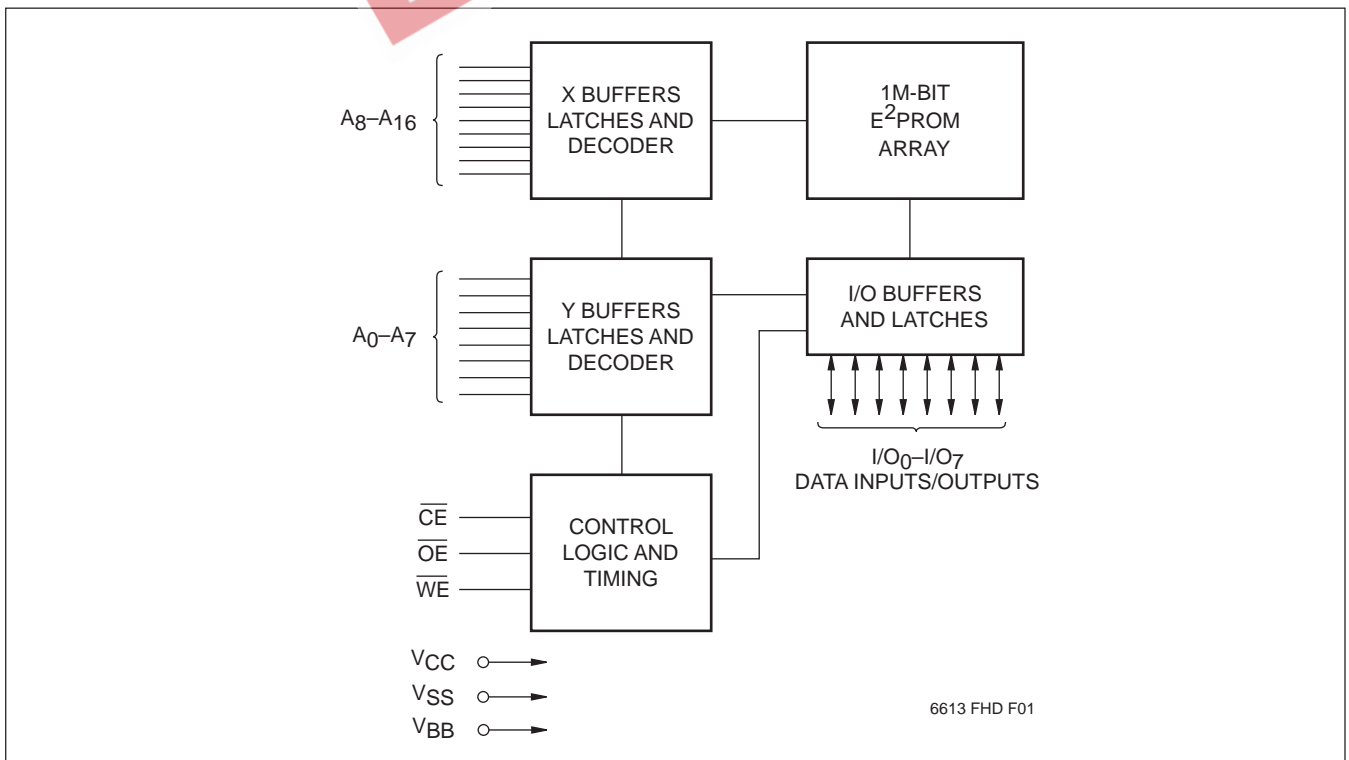 A8–A16
X BUFFERS
LATCHES AND
DECODER
1M-BIT
E2PROM
ARRAY
A0–A7
Y BUFFERS
LATCHES AND
DECODER
I/O BUFFERS
AND LATCHES
I/O0–I/O7
DATA INPUTS/OUTPUTS
CE
OE
WE
CONTROL
LOGIC AND
TIMING
VCC
VSS
VBB
6613 FHD F01